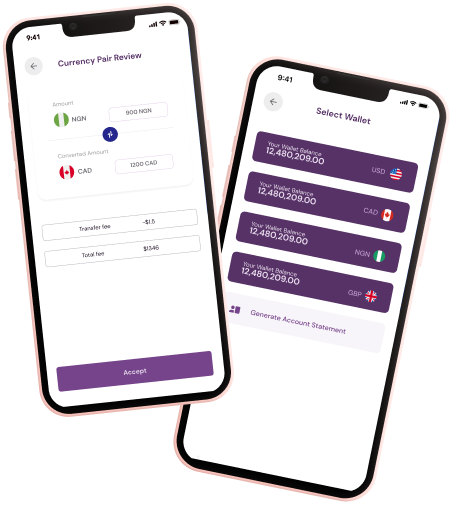 9:41
Currency Pair Review
Amount
NGN
900 NGN
Converted Amount
CAD
1200 CAD
Transfer fee
~$1.5
Total fee
$1346
Accept
9:41
Select Wallet
Your Wallet Balance
12,480,209.00
USD
Your Wallet Balance
12,480,209.00
CAD
Your Wallet Balance
12,480,209.00
NGN
Your Wallet Balance
12,480,209.00
GBP
Generate Account Statement